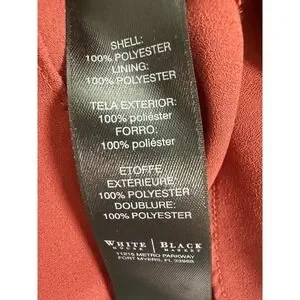 SHELL:
100% POLYESTER
LINING:
100% POLYESTER
TELA EXTERIOR:
100% poliéster
FORRO:
100% poliéster
ETOFFE
EXTÉRIEURE:
100% POLYESTER
DOUBLURE:
100% POLYESTER
WHITE | BLACK
HOUSE MARKET
11215 METRO PARKWAY
FORT MYERS, FL 33966